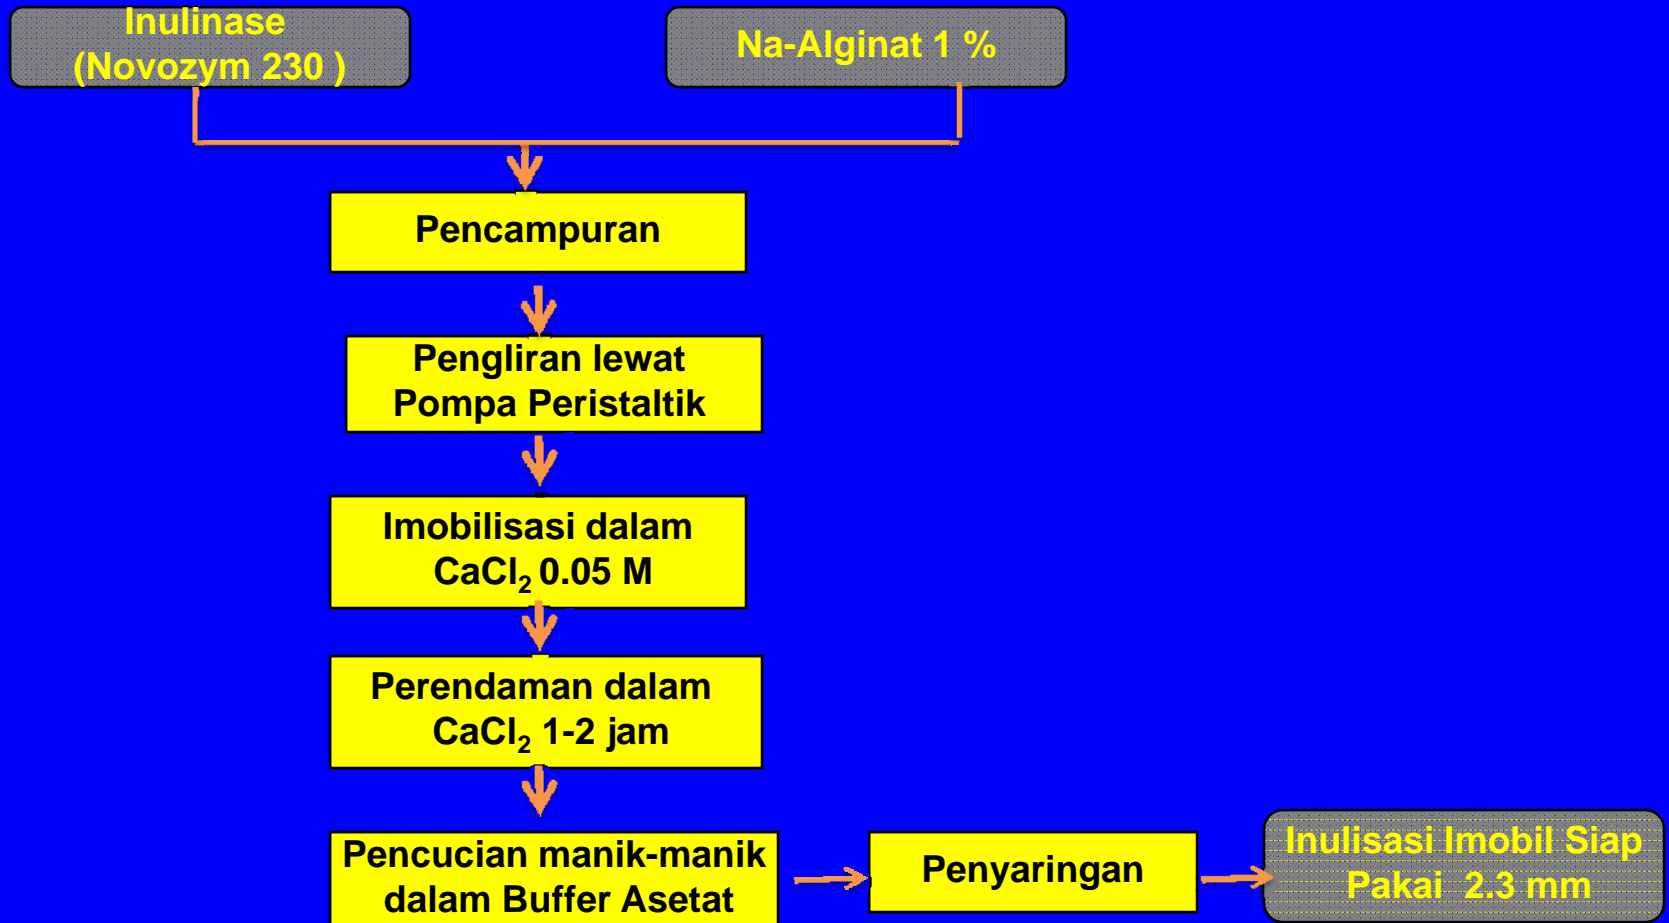 Inulinase
(Novozym 230 )
Na-Alginat 1 %
Pencampuran
Pengliran lewat
Pompa Peristaltik
Imobilisasi dalam
CaCl₂ 0.05 M
Perendaman dalam
CaCl₂ 1-2 jam
Pencucian manik-manik
dalam Buffer Asetat
Penyaringan
Inulisasi Imobil Siap
Pakai 2.3 mm